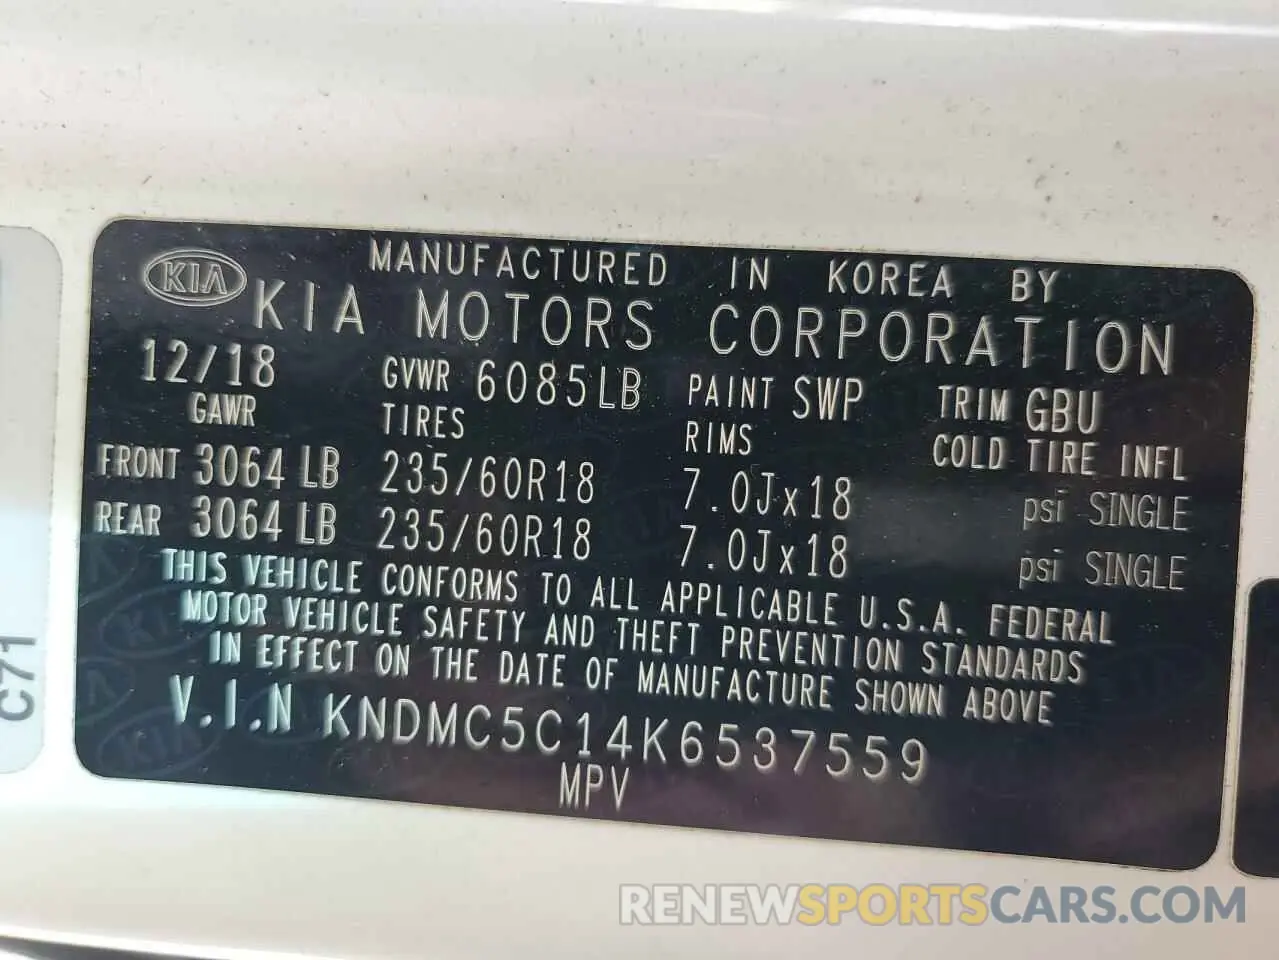 KIA MANUFACTURED IN KOREA BY
KIA MOTORS CORPORATION
12/18 GVWR 6085LB PAINT SWP TRIM GBU
GAWR TIRES RIMS COLD TIRE INFL
FRONT 3064 LB 235/60R18 7.0Jx18 psi SINGLE
REAR 3064 LB 235/60R18 7.0Jx18 psi SINGLE
THIS VEHICLE CONFORMS TO ALL APPLICABLE U.S.A. FEDERAL
MOTOR VEHICLE SAFETY AND THEFT PREVENTION STANDARDS
IN EFFECT ON THE DATE OF MANUFACTURE SHOWN ABOVE
V.I.N KNDMC5C14K6537559
MPV
C71
RENEWSPORTSCARS.COM